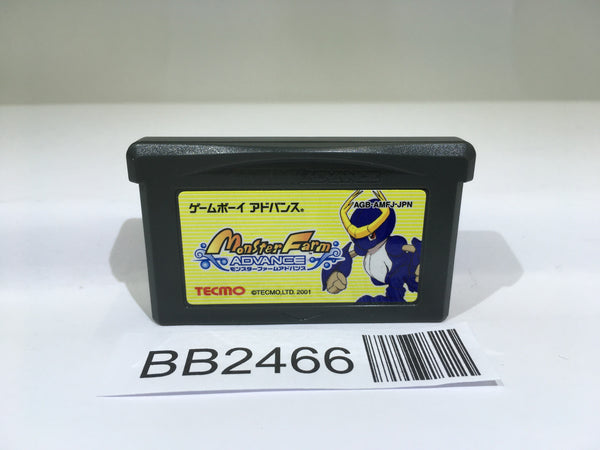 ゲームボーイ アドバンス®
AGB-AMFJ-JPN
Monster Farm
ADVANCE
モンスターファームアドバンス
TECMO ©TECMO,LTD. 2001
BB2466